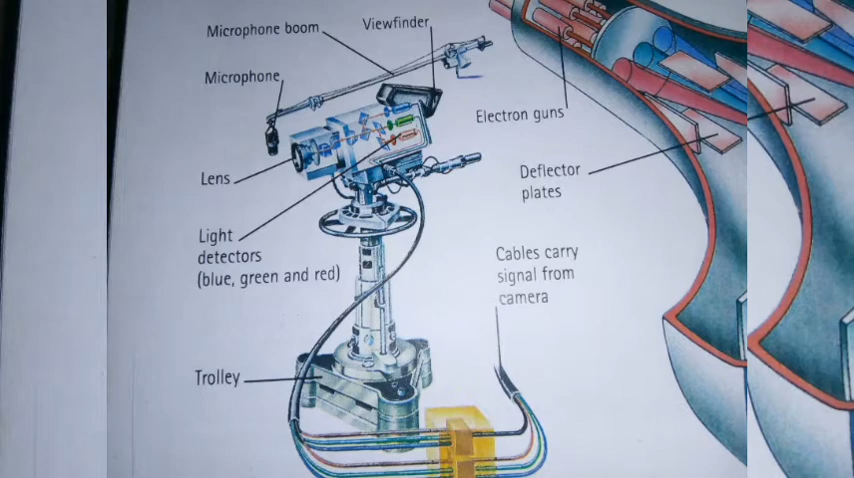 Microphone boom
Viewfinder
Microphone
Electron guns
Lens
Deflector
plates
Light
detectors
(blue, green and red)
Cables carry
signal from
camera
Trolley